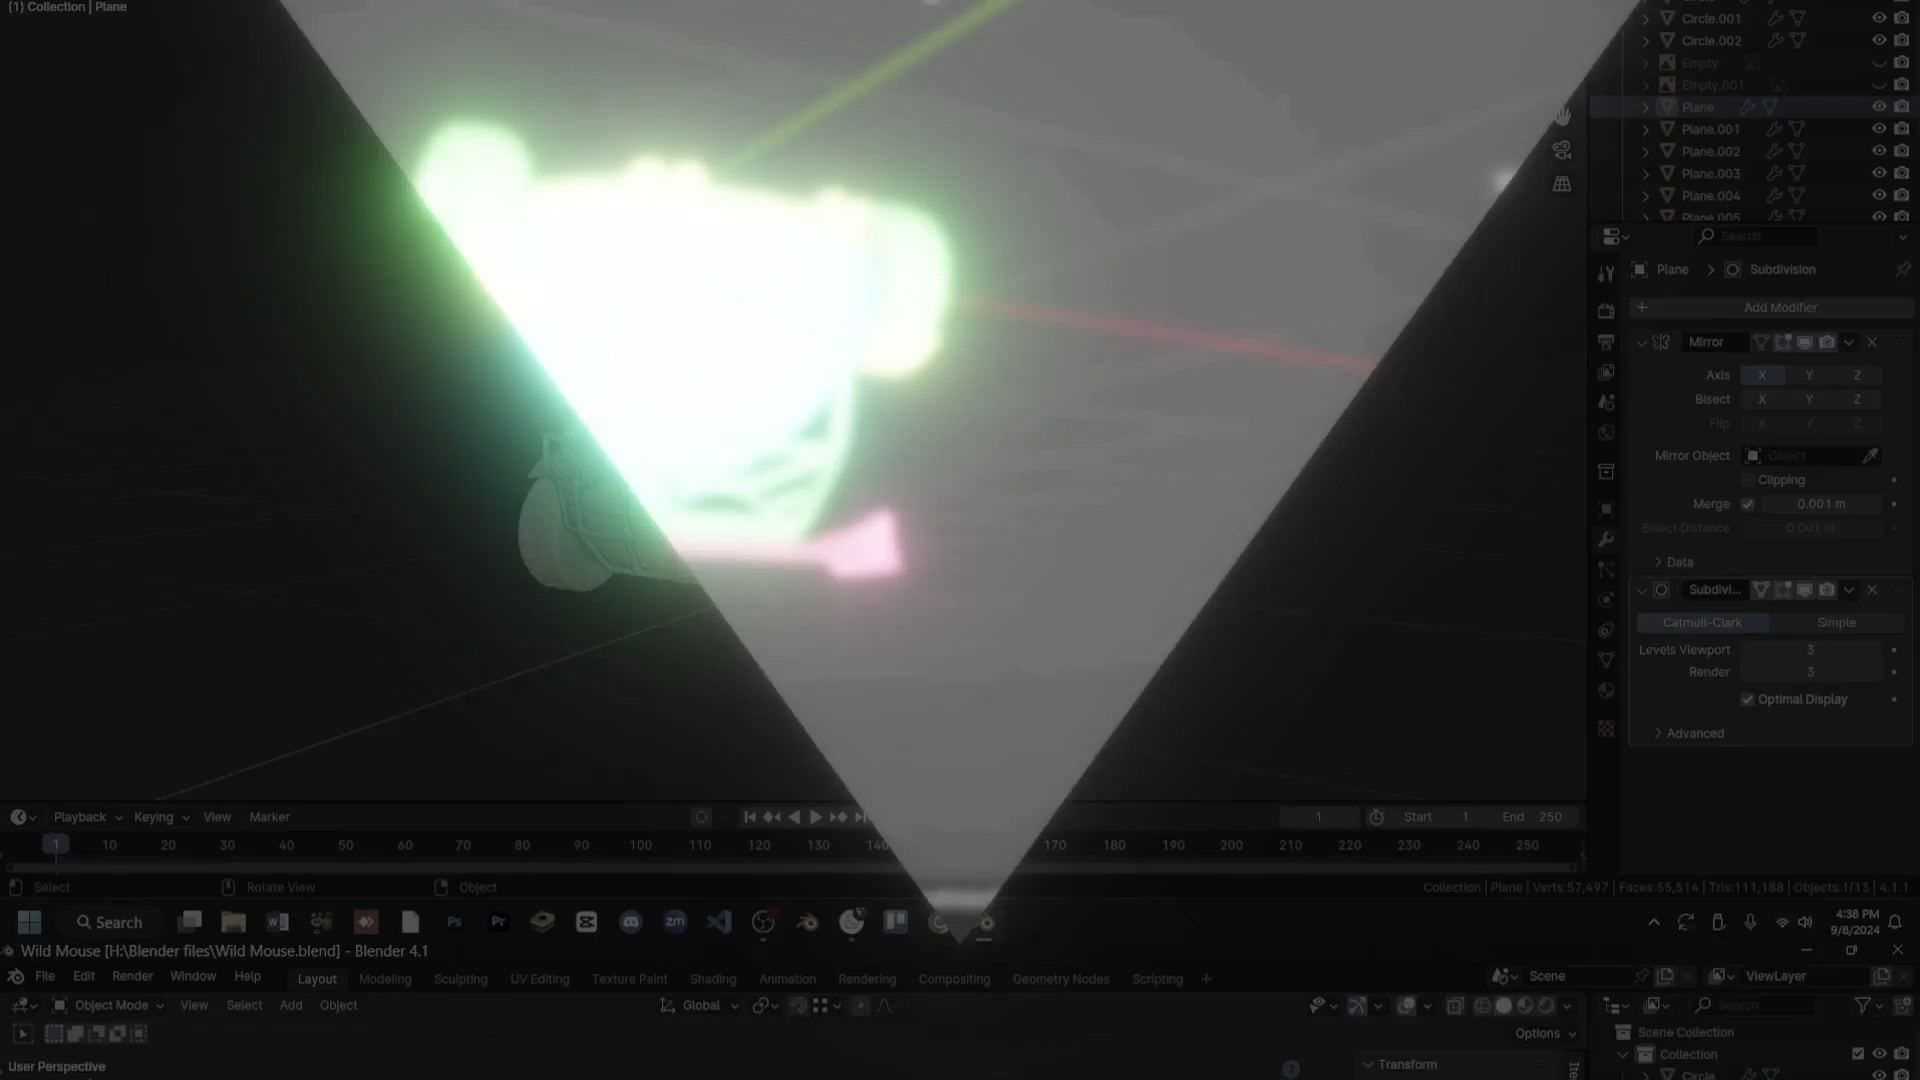 (1) Collection | Plane
Circle.001
Circle.002
Empty
Empty.001
Plane
Plane.001
Plane.002
Plane.003
Plane.004
Plane.005
Search
Plane > Subdivision
+ Add Modifier
Mirror
Axis X Y Z
Bisect X Y Z
Flip X Y Z
Mirror Object Object
Clipping
Merge 0.001 m
Bisect Distance 0.001 m
Data
Subdivi...
Catmull-Clark Simple
Levels Viewport 3
Render 3
Optimal Display
Advanced
Playback Keying View Marker 1 Start 1 End 250
1 10 20 30 40 50 60 70 80 90 100 110 120 130 140 170 180 190 200 210 220 230 240 250
Select Rotate View Object Collection | Plane | Verts:57,497 | Faces:55,514 | Tris:111,188 | Objects:1/13 | 4.1.1
Search 4:38 PM
9/8/2024
Wild Mouse [H:\Blender files\Wild Mouse.blend] - Blender 4.1
File Edit Render Window Help Layout Modeling Sculpting UV Editing Texture Paint Shading Animation Rendering Compositing Geometry Nodes Scripting + Scene ViewLayer
Object Mode View Select Add Object Global Search
Options Scene Collection
Collection
User Perspective Transform
Circle